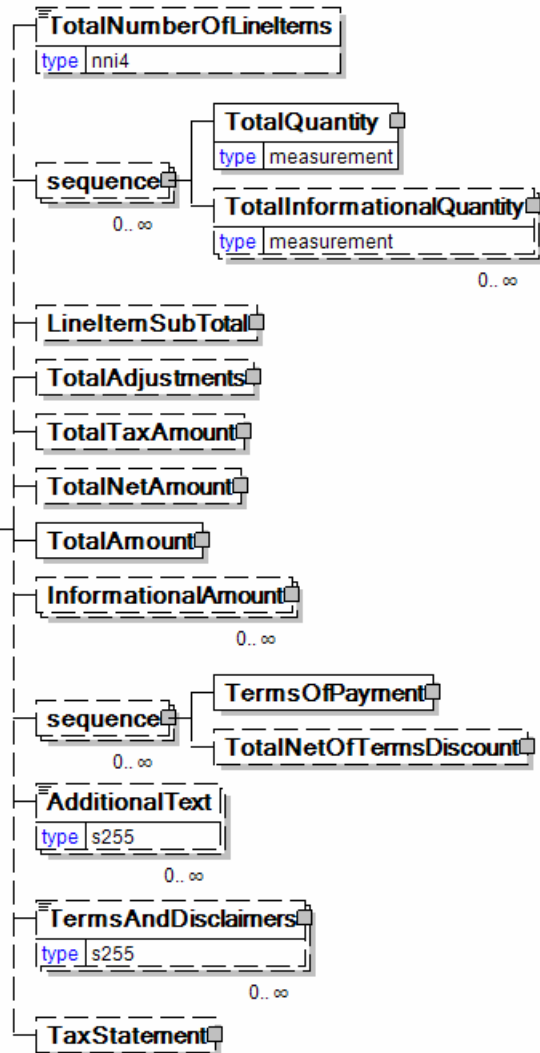 TotalNumberOfLineItems
type nni4
TotalQuantity
type measurement
sequence
0.. ∞
TotalInformationalQuantity
type measurement
0.. ∞
LineItemSubTotal
TotalAdjustments
TotalTaxAmount
TotalNetAmount
TotalAmount
InformationalAmount
0.. ∞
TermsOfPayment
sequence
0.. ∞
TotalNetOfTermsDiscount
AdditionalText
type s255
0.. ∞
TermsAndDisclaimers
type s255
0.. ∞
TaxStatement